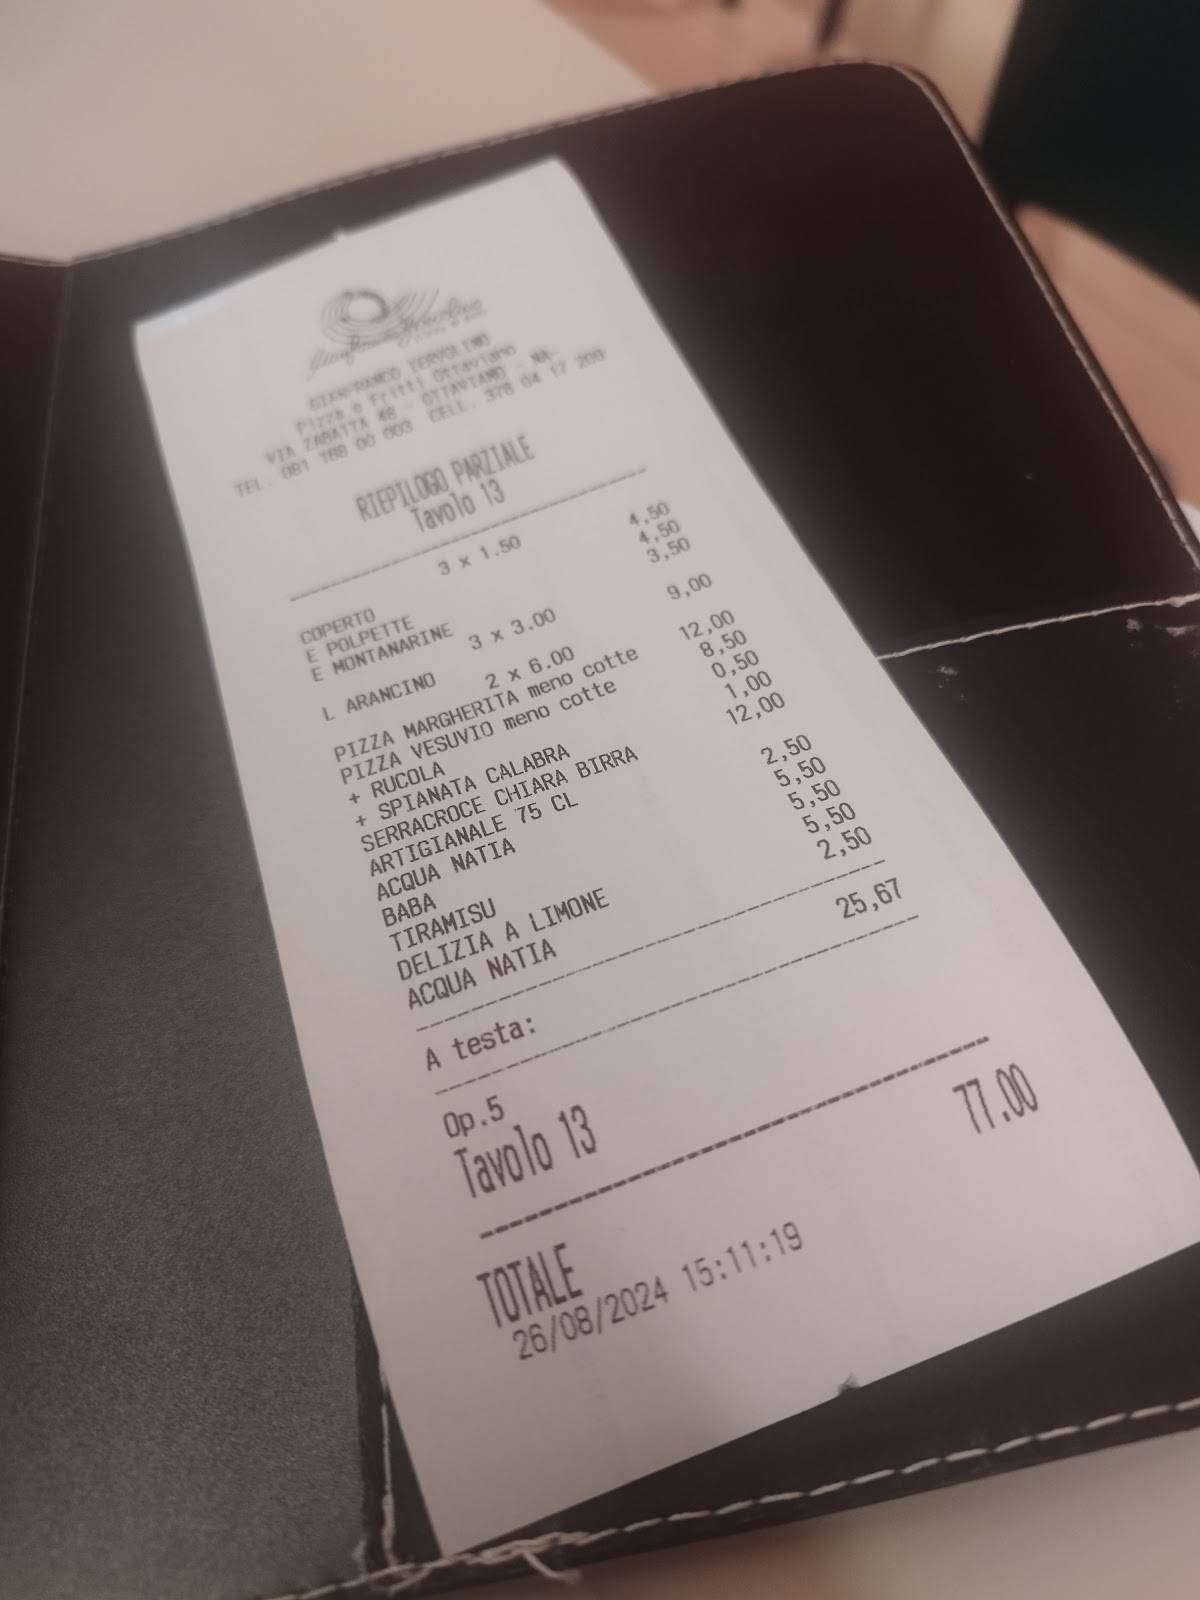 GIANFRANCO IERVOLINO
Pizza e Fritti Ottaviano
VIA ZABATTA 48 - OTTAVIANO - NA-
TEL. 081 188 00 003 CELL. 376 04 17 200
RIEPILOGO PARZIALE
Tavolo 13
COPERTO 3 x 1.50 4,50
E POLPETTE 4,50
E MONTANARINE 3,50
L ARANCINO 3 x 3.00 9,00
PIZZA MARGHERITA meno cotte 2 x 6.00 12,00
PIZZA VESUVIO meno cotte 8,50
+ RUCOLA 0,50
+ SPIANATA CALABRA 1,00
SERRACROCE CHIARA BIRRA 12,00
ARTIGIANALE 75 CL
ACQUA NATIA 2,50
BABA 5,50
TIRAMISU 5,50
DELIZIA A LIMONE 5,50
ACQUA NATIA 2,50
A testa: 25,67
Op.5
Tavolo 13
TOTALE 77.00
26/08/2024 15:11:19